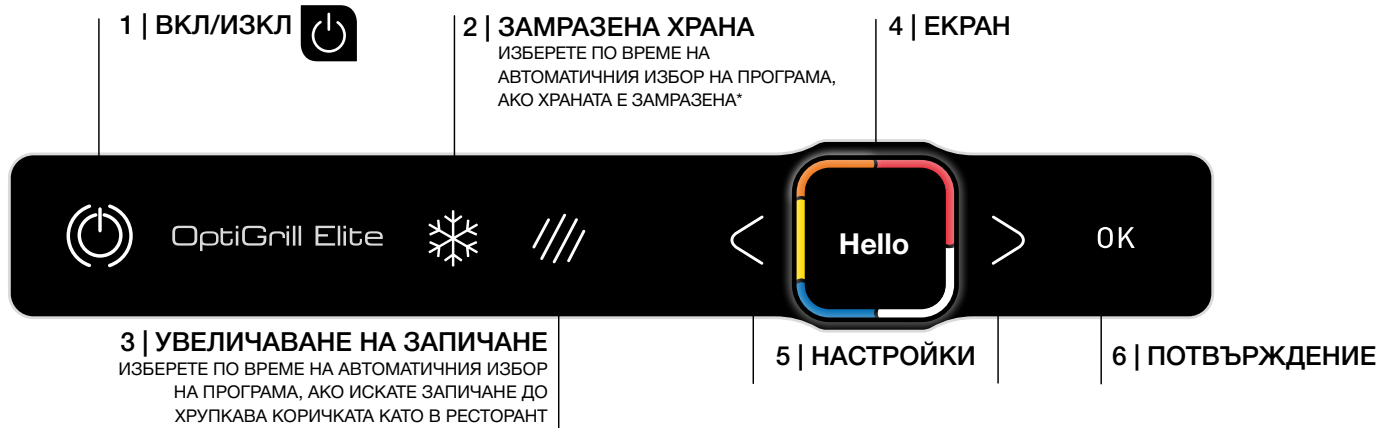 1 | ВКЛ/ИЗКЛ
2 | ЗАМРАЗЕНА ХРАНА
ИЗБЕРЕТЕ ПО ВРЕМЕ НА
АВТОМАТИЧНИЯ ИЗБОР НА ПРОГРАМА,
АКО ХРАНАТА Е ЗАМРАЗЕНА*
4 | ЕКРАН
OptiGrill Elite
Hello
OK
3 | УВЕЛИЧАВАНЕ НА ЗАПИЧАНЕ
ИЗБЕРЕТЕ ПО ВРЕМЕ НА АВТОМАТИЧНИЯ ИЗБОР
НА ПРОГРАМА, АКО ИСКАТЕ ЗАПИЧАНЕ ДО
ХРУПКАВА КОРИЧКАТА КАТО В РЕСТОРАНТ
5 | НАСТРОЙКИ
6 | ПОТВЪРЖДЕНИЕ